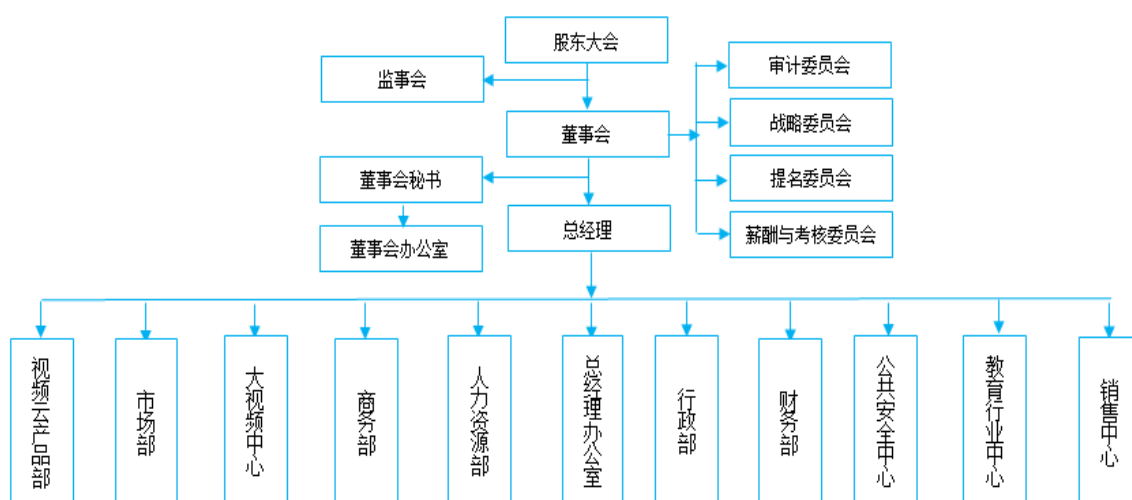 股东大会
监事会
审计委员会
董事会
战略委员会
董事会秘书
提名委员会
总经理
董事会办公室
薪酬与考核委员会
视频云产品部
市场部
大视频中心
商务部
人力资源部
总经理办公室
行政部
财务部
公共安全中心
教育行业中心
销售中心